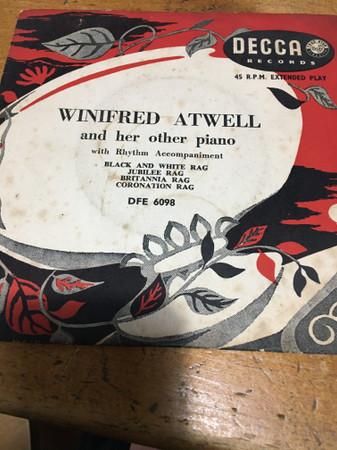 DECCA
RECORDS
45 R.P.M. EXTENDED PLAY
WINIFRED ATWELL
and her other piano
with Rhythm Accompaniment
BLACK AND WHITE RAG
JUBILEE RAG
BRITANNIA RAG
CORONATION RAG
DFE 6098